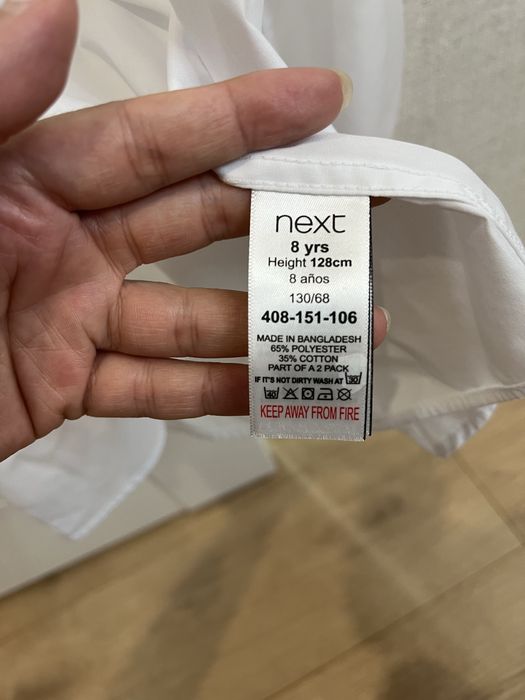 next
8 yrs
Height 128cm
8 años
130/68
408-151-106
MADE IN BANGLADESH
65% POLYESTER
35% COTTON
PART OF A 2 PACK
IF IT'S NOT DIRTY WASH AT 30
40
KEEP AWAY FROM FIRE